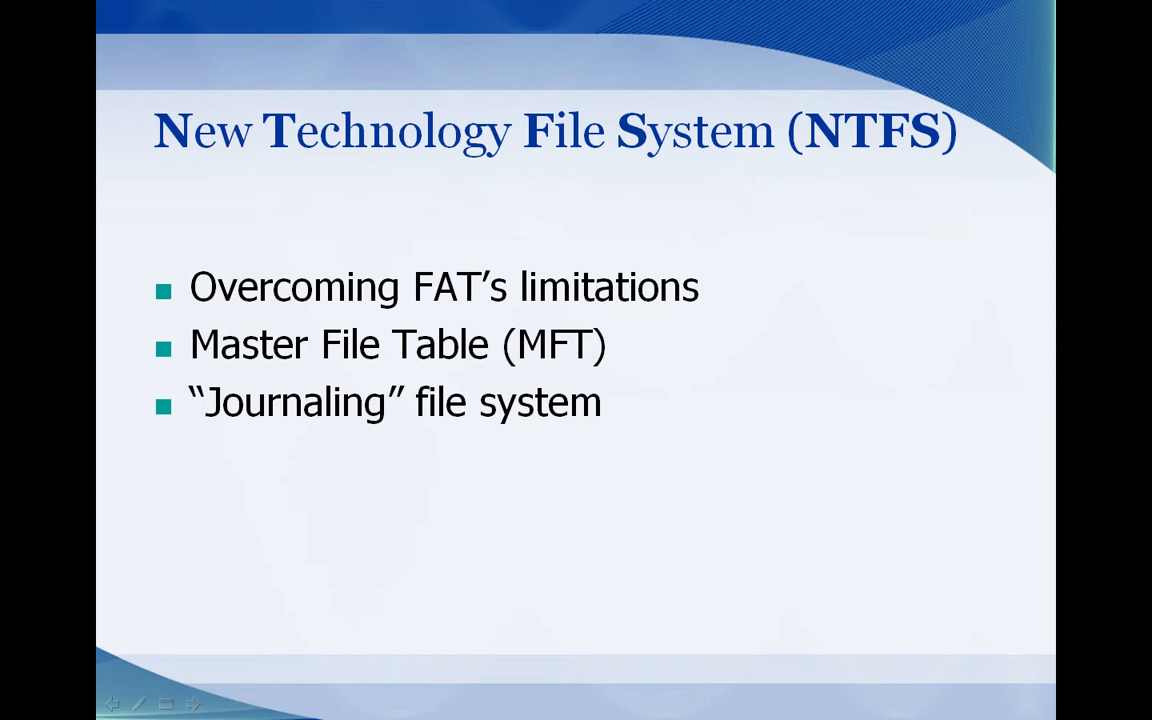 New Technology File System (NTFS)
Overcoming FAT’s limitations
Master File Table (MFT)
“Journaling” file system